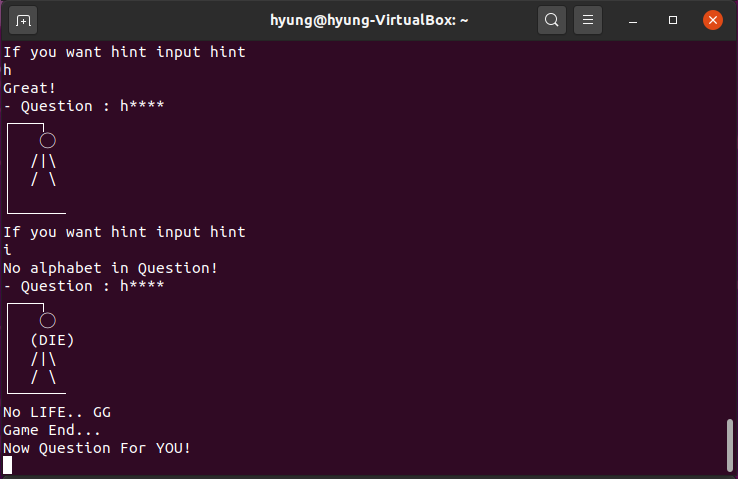 hyung@hyung-VirtualBox: ~
If you want hint input hint
h
Great!
- Question : h****
/|\
/ \
If you want hint input hint
i
No alphabet in Question!
- Question : h****
(DIE)
/|\
/ \
No LIFE.. GG
Game End...
Now Question For YOU!